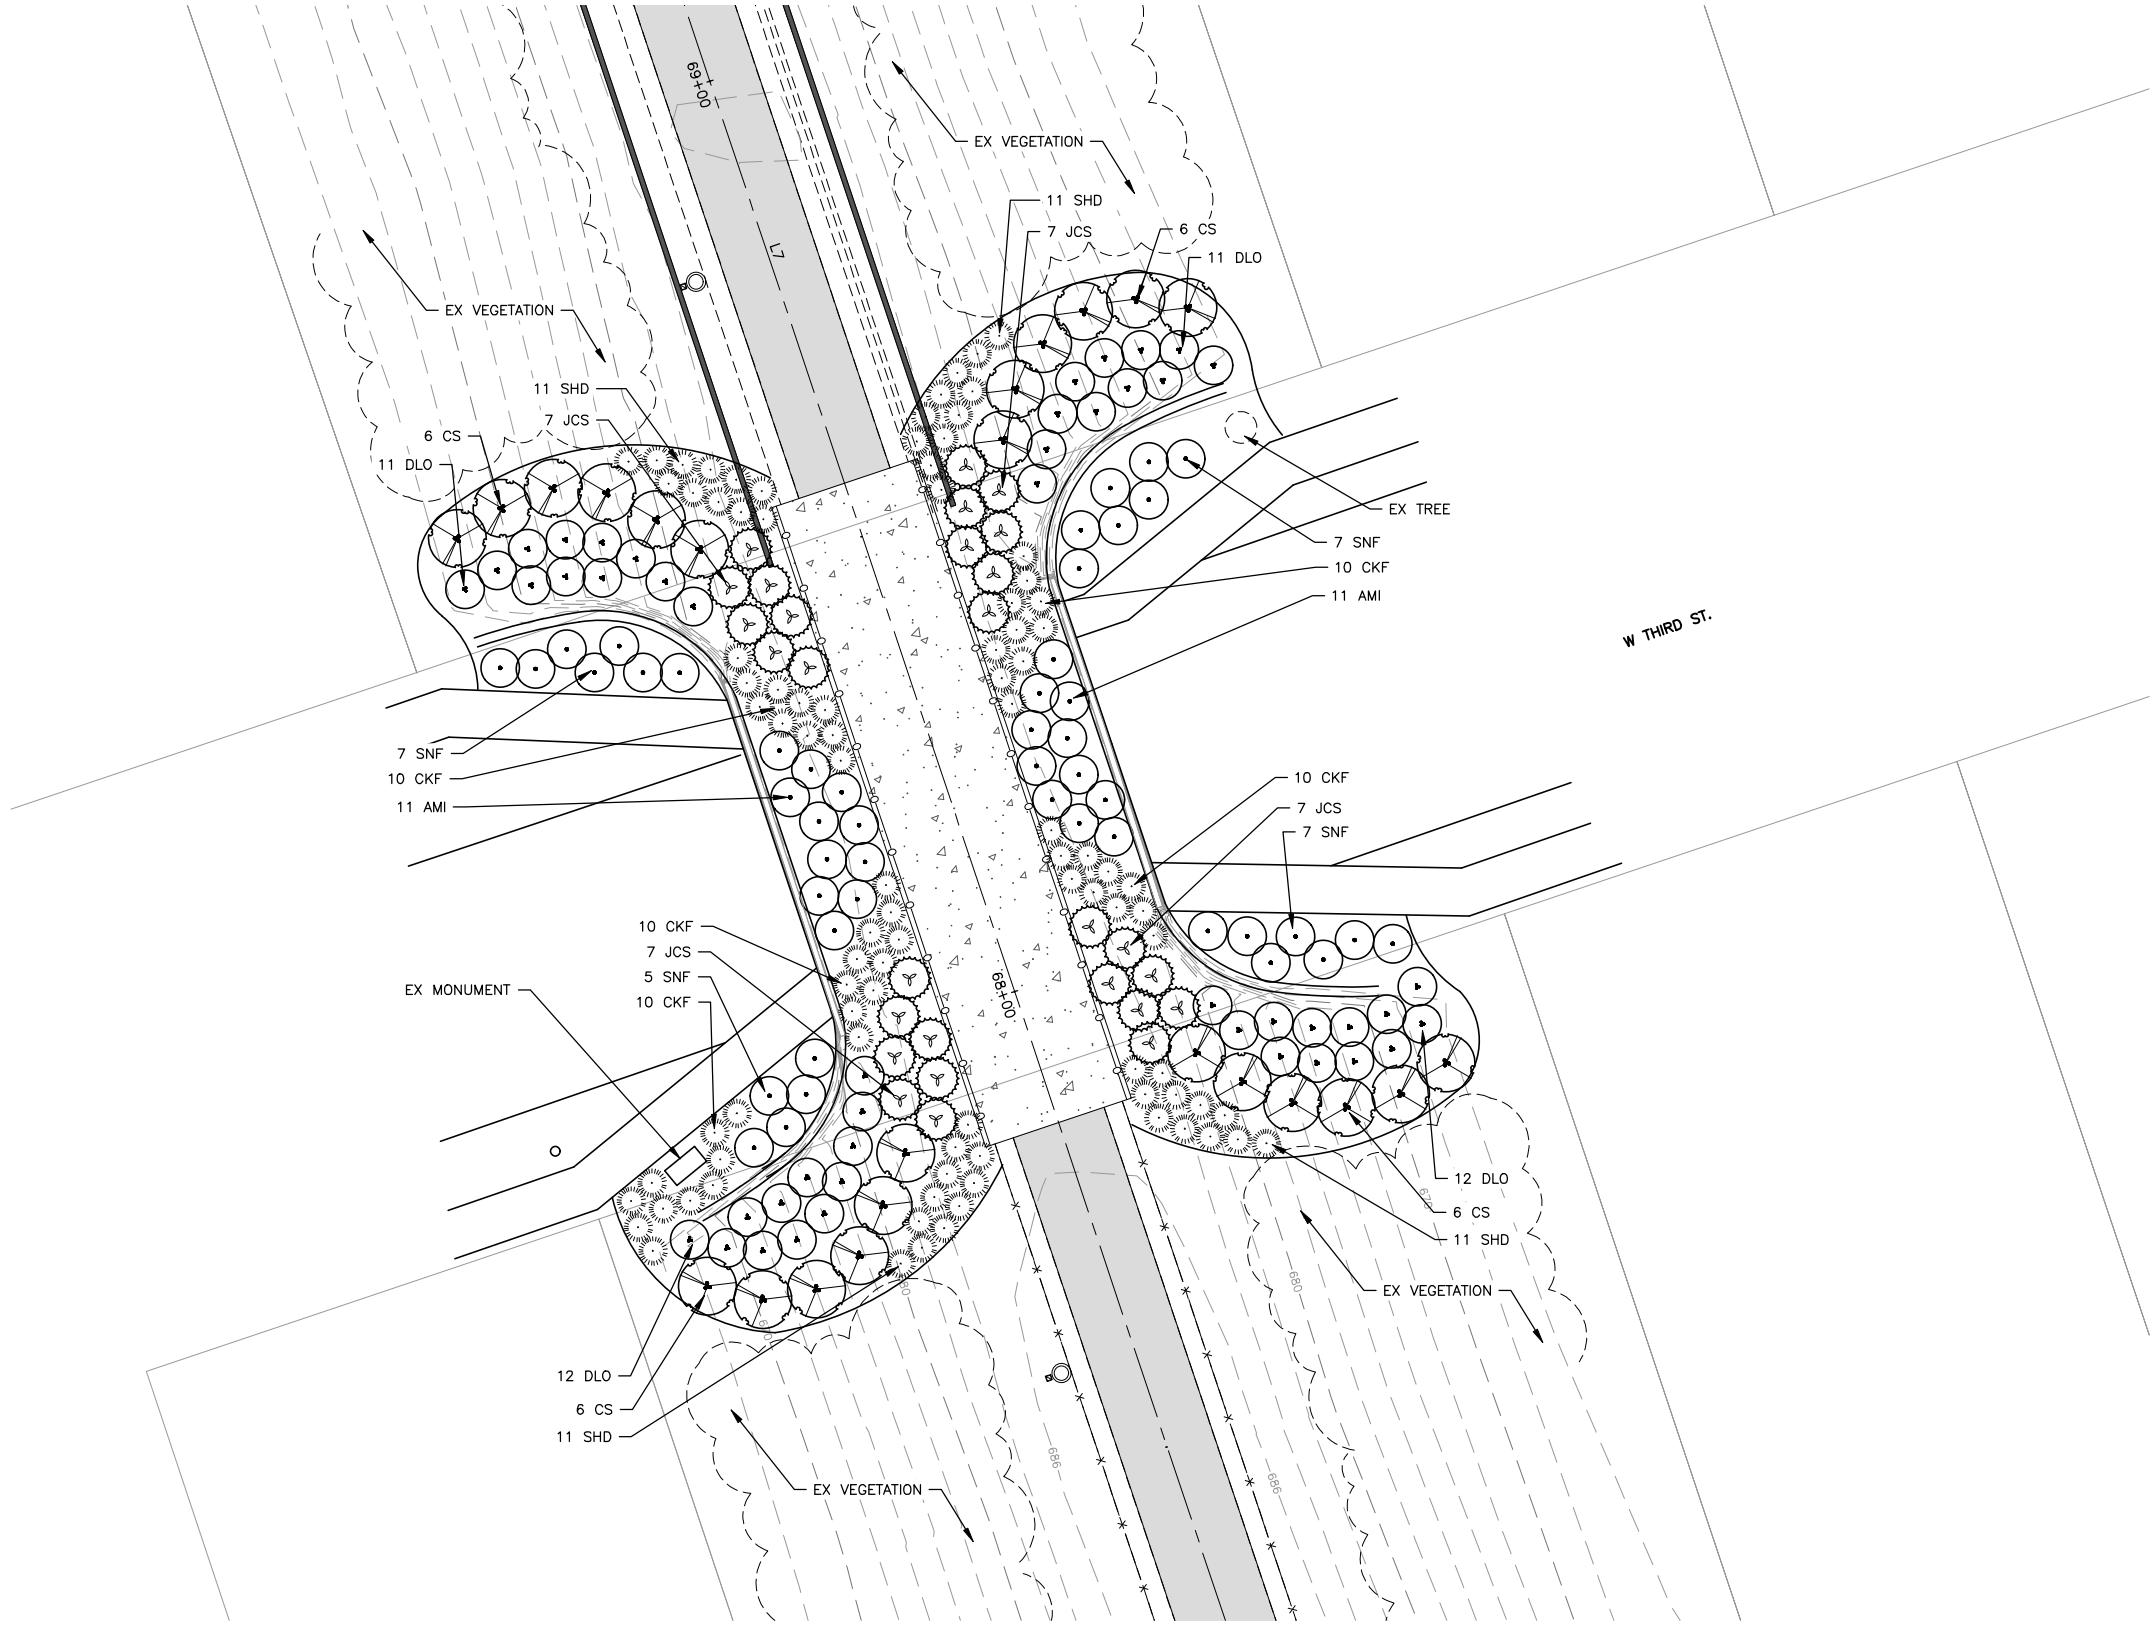 69+00
EX VEGETATION
11 SHD
7 JCS
6 CS
11 DLO
L7
EX VEGETATION
11 SHD
7 JCS
6 CS
11 DLO
EX TREE
7 SNF
10 CKF
11 AMI
W THIRD ST.
7 SNF
10 CKF
11 AMI
10 CKF
7 JCS
7 SNF
10 CKF
7 JCS
5 SNF
EX MONUMENT
10 CKF
68+00
12 DLO
670
6 CS
11 SHD
680
EX VEGETATION
680
12 DLO
6 CS
11 SHD
686
686
EX VEGETATION